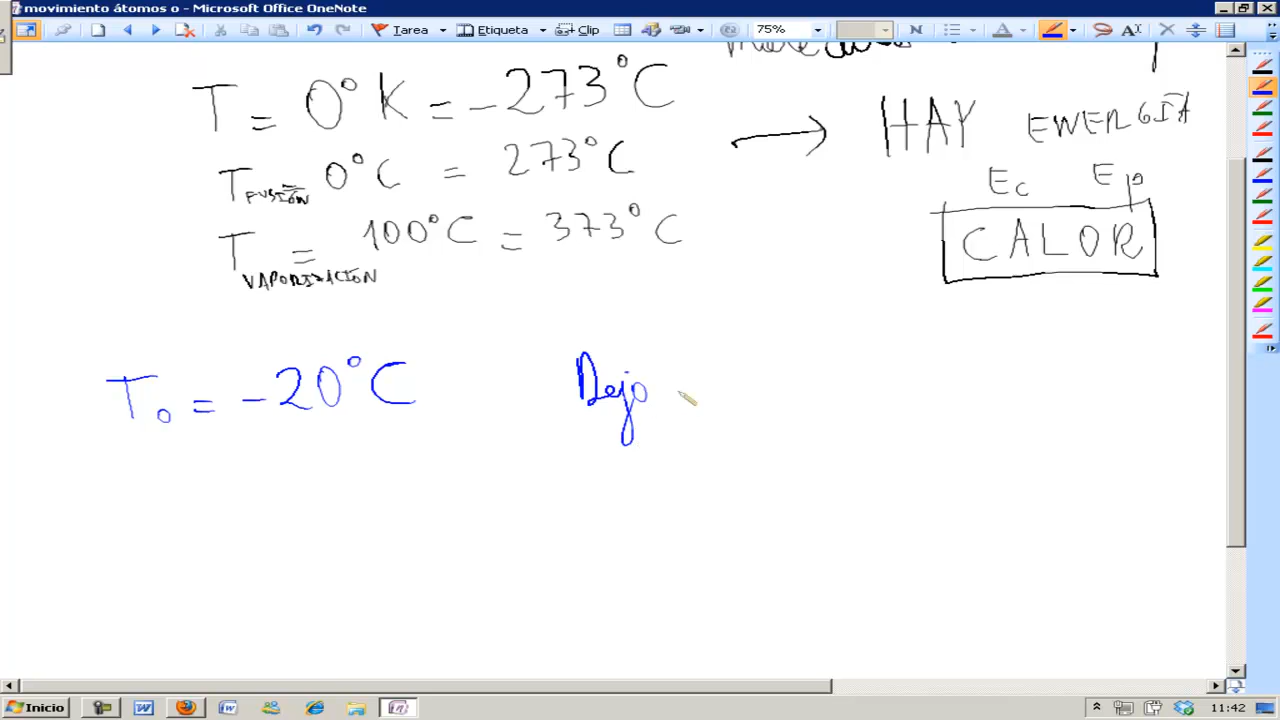 movimiento átomos o - Microsoft Office OneNote
Tarea Etiqueta Clip 75%
T = 0° K = -273° C
T FUSIÓN = 0° C = 273° C
T VAPORIZACIÓN = 100° C = 373° C
HAY ENERGIA
Ec Ep
CALOR
T₀ = -20° C Dejo
Inicio 11:42